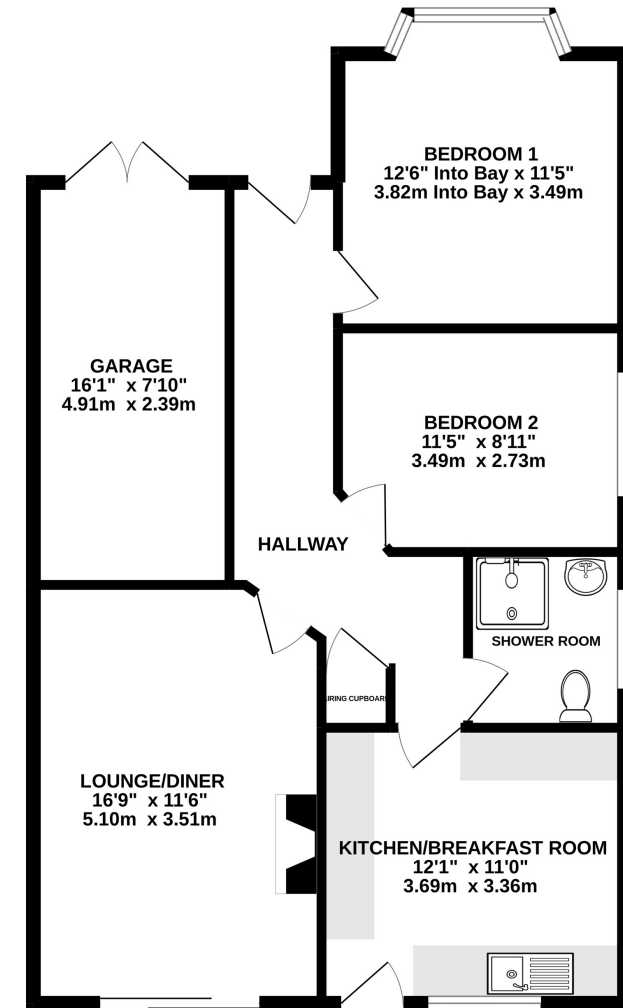 BEDROOM 1
12'6" Into Bay x 11'5"
3.82m Into Bay x 3.49m
GARAGE
16'1" x 7'10"
4.91m x 2.39m
BEDROOM 2
11'5" x 8'11"
3.49m x 2.73m
HALLWAY
SHOWER ROOM
AIRING CUPBOARD
LOUNGE/DINER
16'9" x 11'6"
5.10m x 3.51m
KITCHEN/BREAKFAST ROOM
12'1" x 11'0"
3.69m x 3.36m